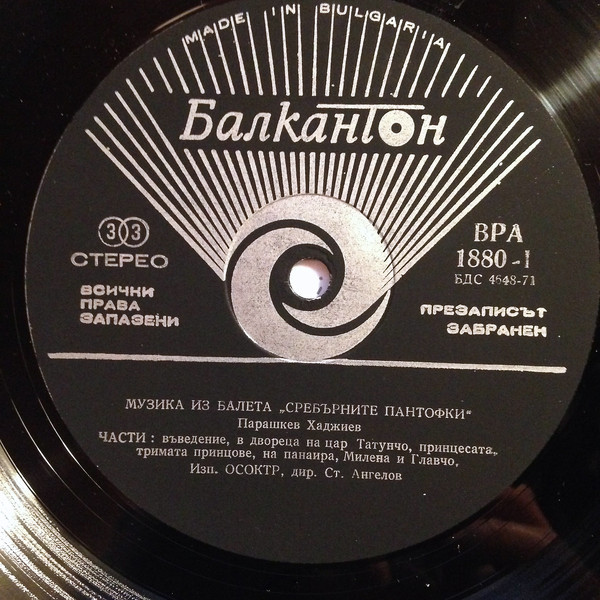 MADE IN BULGARIA
Балкантон
33
СТЕРЕО
ВСИЧНИ
ПРАВА
ЗАПАЗЕНИ
ВРА
1880-I
БДС 4648-71
ПРЕЗАПИСЪТ
ЗАБРАНЕН
МУЗИКА ИЗ БАЛЕТА „СРЕБЪРНИТЕ ПАНТОФКИ“
Парашкев Хаджиев
ЧАСТИ : въведение, в двореца на цар Татунчо, принцесата,
тримата принцове, на панаира, Милена и Главчо,
Изп. ОСОКТР, дир. Ст. Ангелов